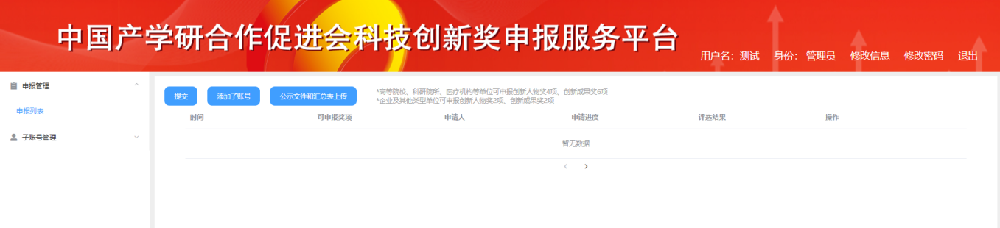 中国产学研合作促进会科技创新奖申报服务平台
用户名：测试 身份：管理员 修改信息 修改密码 退出
申报管理
申报列表
子账号管理
提交 添加子账号 公示文件和汇总表上传
*高等院校、科研院所、医疗机构等单位可申报创新人物奖4项、创新成果奖6项
*企业及其他类型单位可申报创新人物奖2项、创新成果奖2项
时间 可申报奖项 申请人 申请进度 评选结果 操作
暂无数据